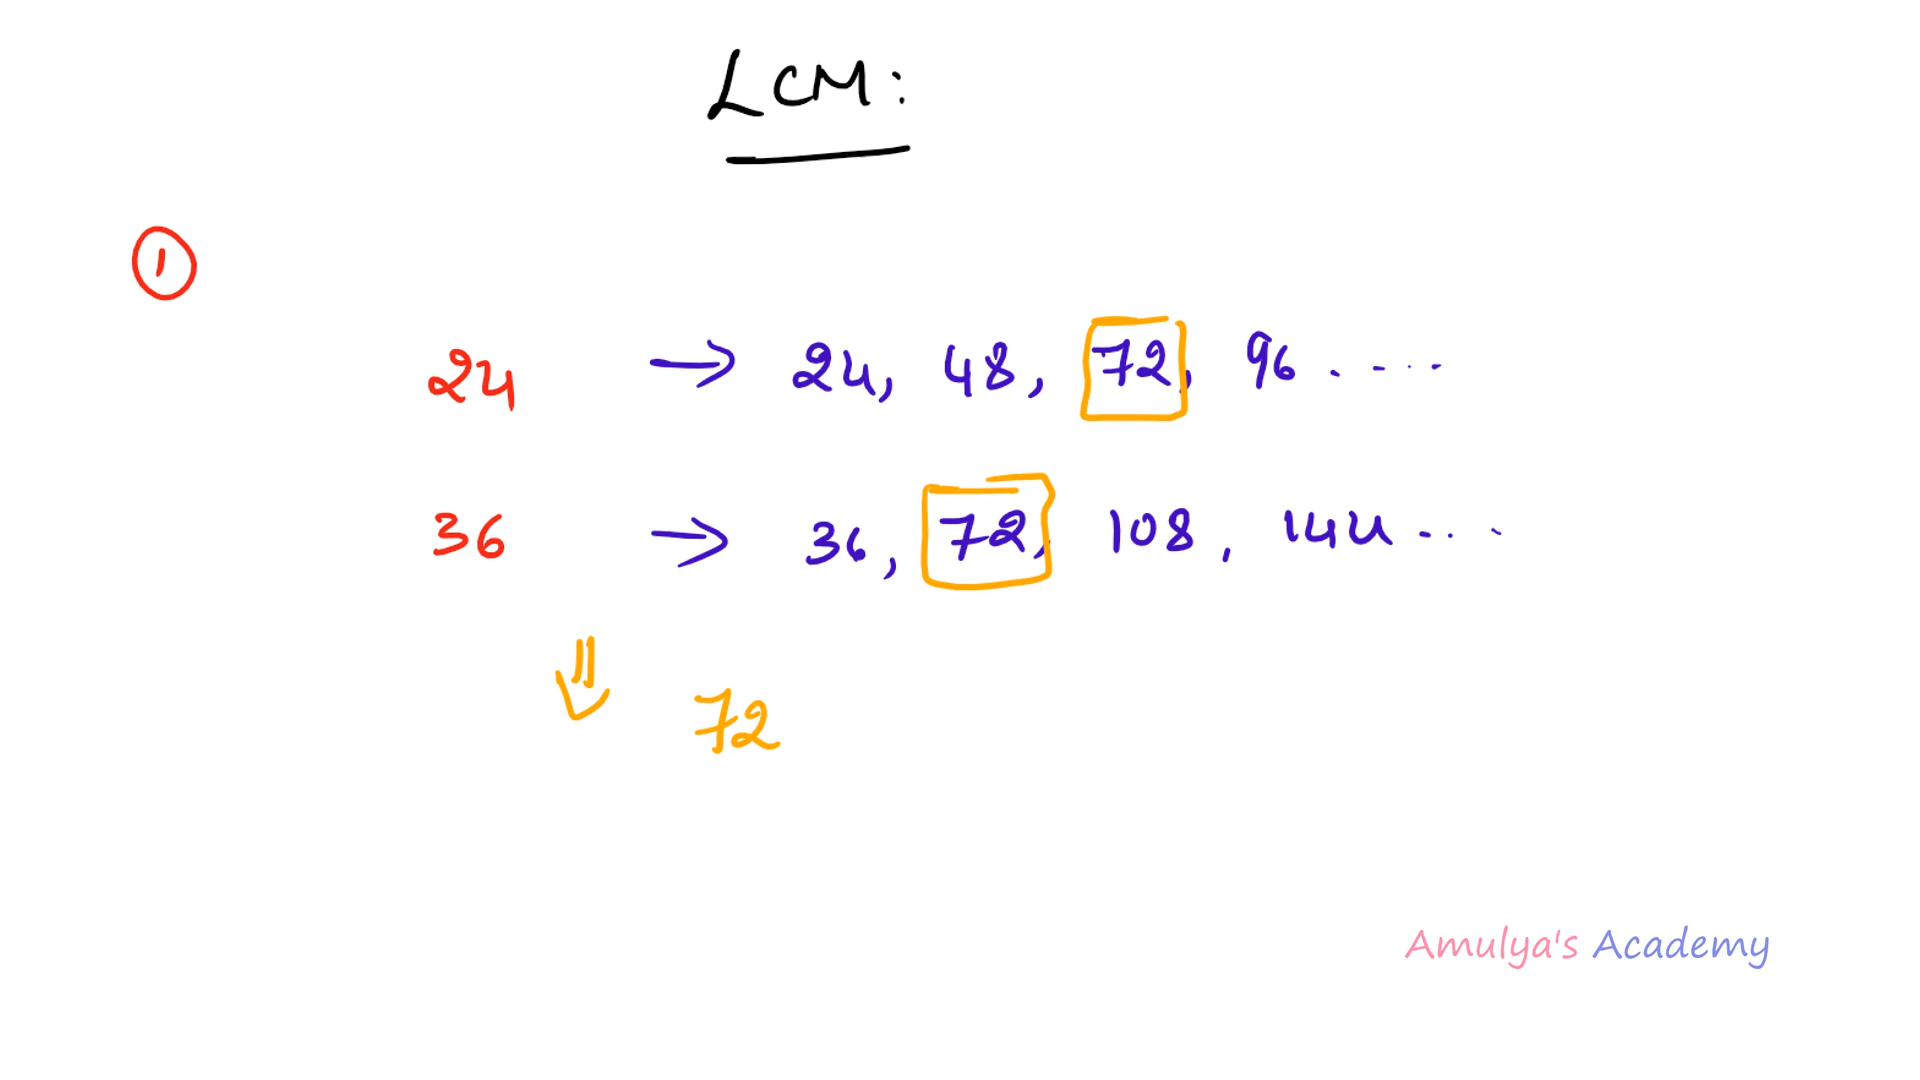 LCM:
1
24 → 24, 48, 72, 96 . . . .
36 → 36, 72, 108, 144 . . .
⇓ 72
Amulya's Academy